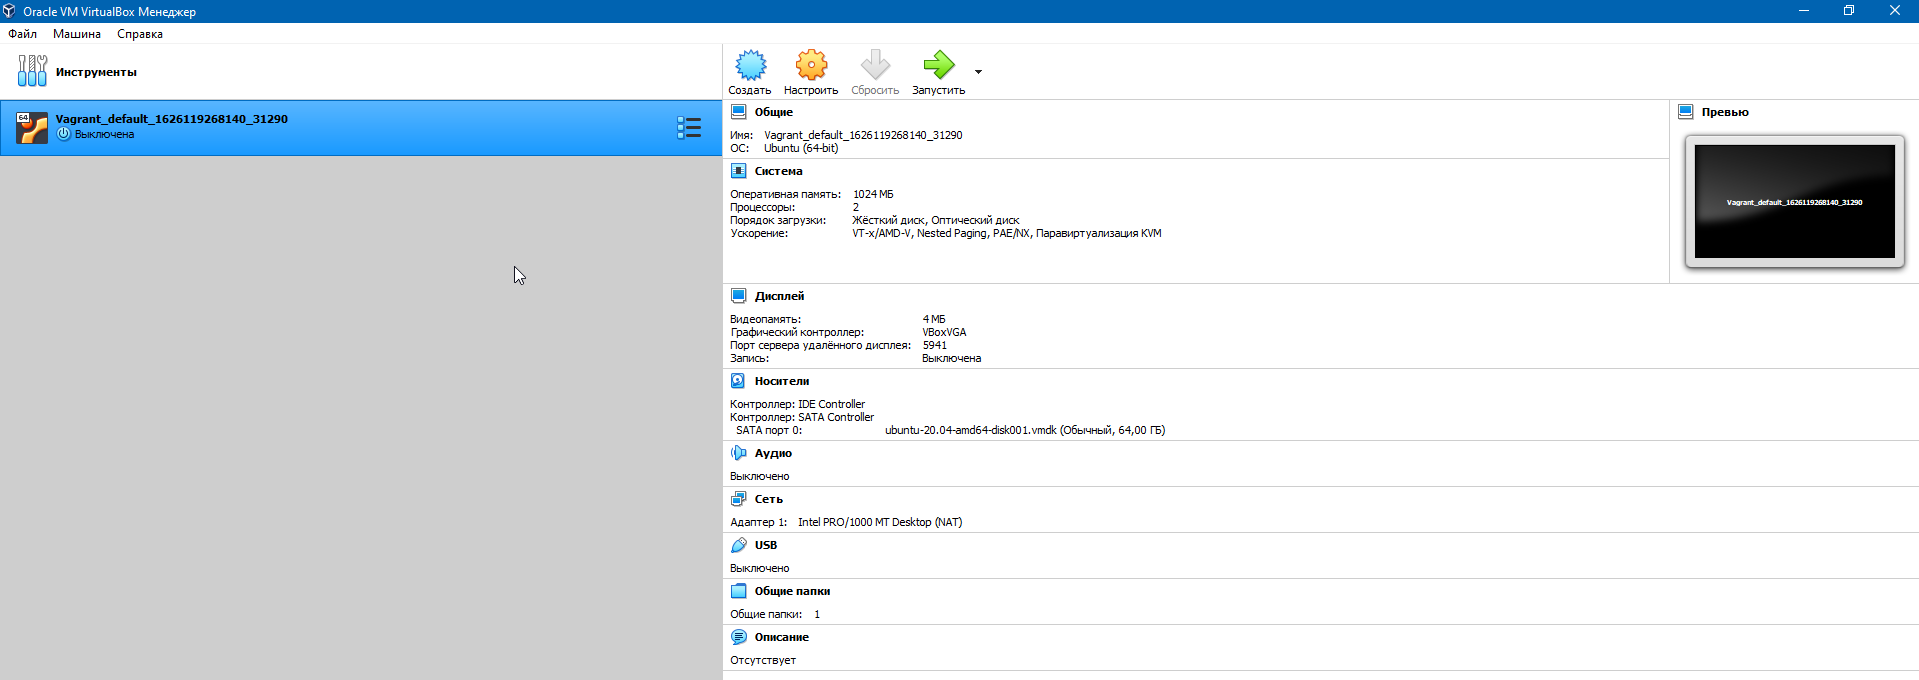 Oracle VM VirtualBox Менеджер
Файл Машина Справка
Инструменты
Создать Настроить Сбросить Запустить
64
Vagrant_default_1626119268140_31290
Выключена
Общие
Имя: Vagrant_default_1626119268140_31290
ОС: Ubuntu (64-bit)
Превью
Vagrant_default_1626119268140_31290
Система
Оперативная память: 1024 МБ
Процессоры: 2
Порядок загрузки: Жёсткий диск, Оптический диск
Ускорение: VT-x/AMD-V, Nested Paging, PAE/NX, Паравиртуализация KVM
Дисплей
Видеопамять: 4 МБ
Графический контроллер: VBoxVGA
Порт сервера удалённого дисплея: 5941
Запись: Выключена
Носители
Контроллер: IDE Controller
Контроллер: SATA Controller
SATA порт 0: ubuntu-20.04-amd64-disk001.vmdk (Обычный, 64,00 ГБ)
Аудио
Выключено
Сеть
Адаптер 1: Intel PRO/1000 MT Desktop (NAT)
USB
Выключено
Общие папки
Общие папки: 1
Описание
Отсутствует